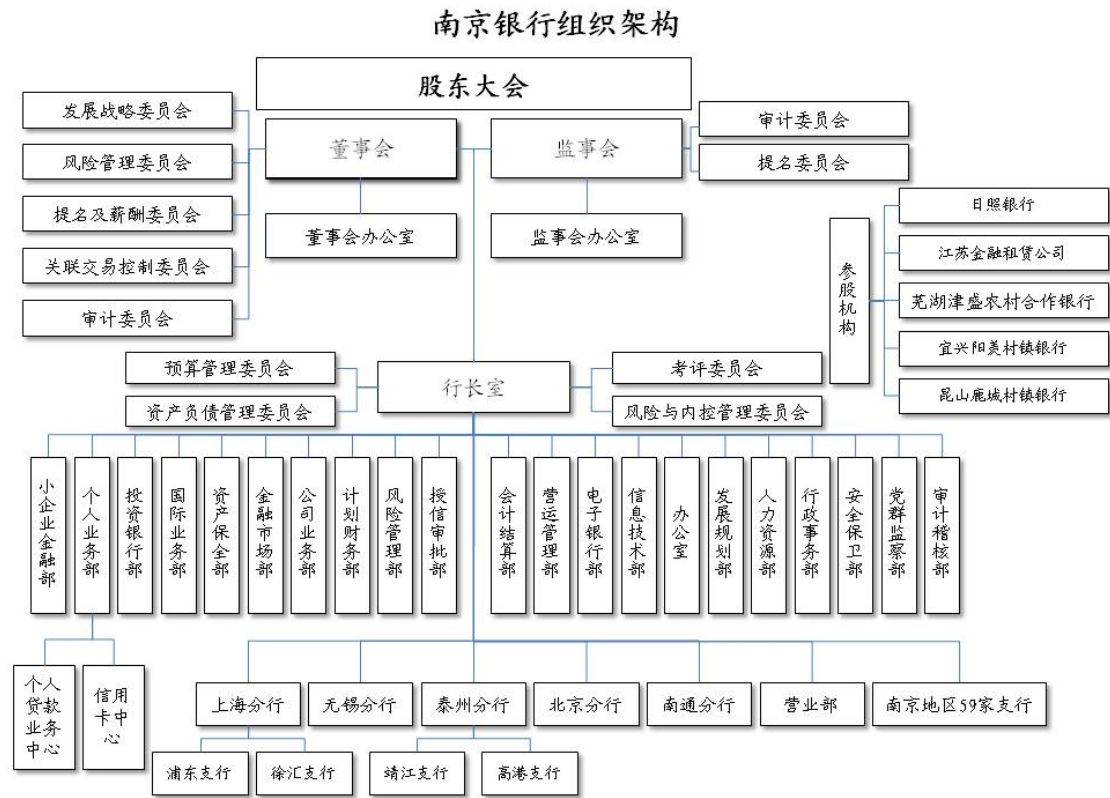 南京银行组织架构
股东大会
发展战略委员会
风险管理委员会
提名及薪酬委员会
关联交易控制委员会
审计委员会
董事会
监事会
审计委员会
提名委员会
董事会办公室
监事会办公室
参股机构
日照银行
江苏金融租赁公司
芜湖津盛农村合作银行
宜兴阳羡村镇银行
昆山鹿城村镇银行
预算管理委员会
资产负债管理委员会
行长室
考评委员会
风险与内控管理委员会
小企业金融部
个人业务部
投资银行部
国际业务部
资产保全部
金融市场部
公司业务部
计划财务部
风险管理部
授信审批部
会计结算部
营运管理部
电子银行部
信息技术部
办公室
发展规划部
人力资源部
行政事务部
安全保卫部
党群监察部
审计稽核部
个人贷款业务中心
信用卡中心
上海分行
无锡分行
泰州分行
北京分行
南通分行
营业部
南京地区59家支行
浦东支行
徐汇支行
靖江支行
高港支行